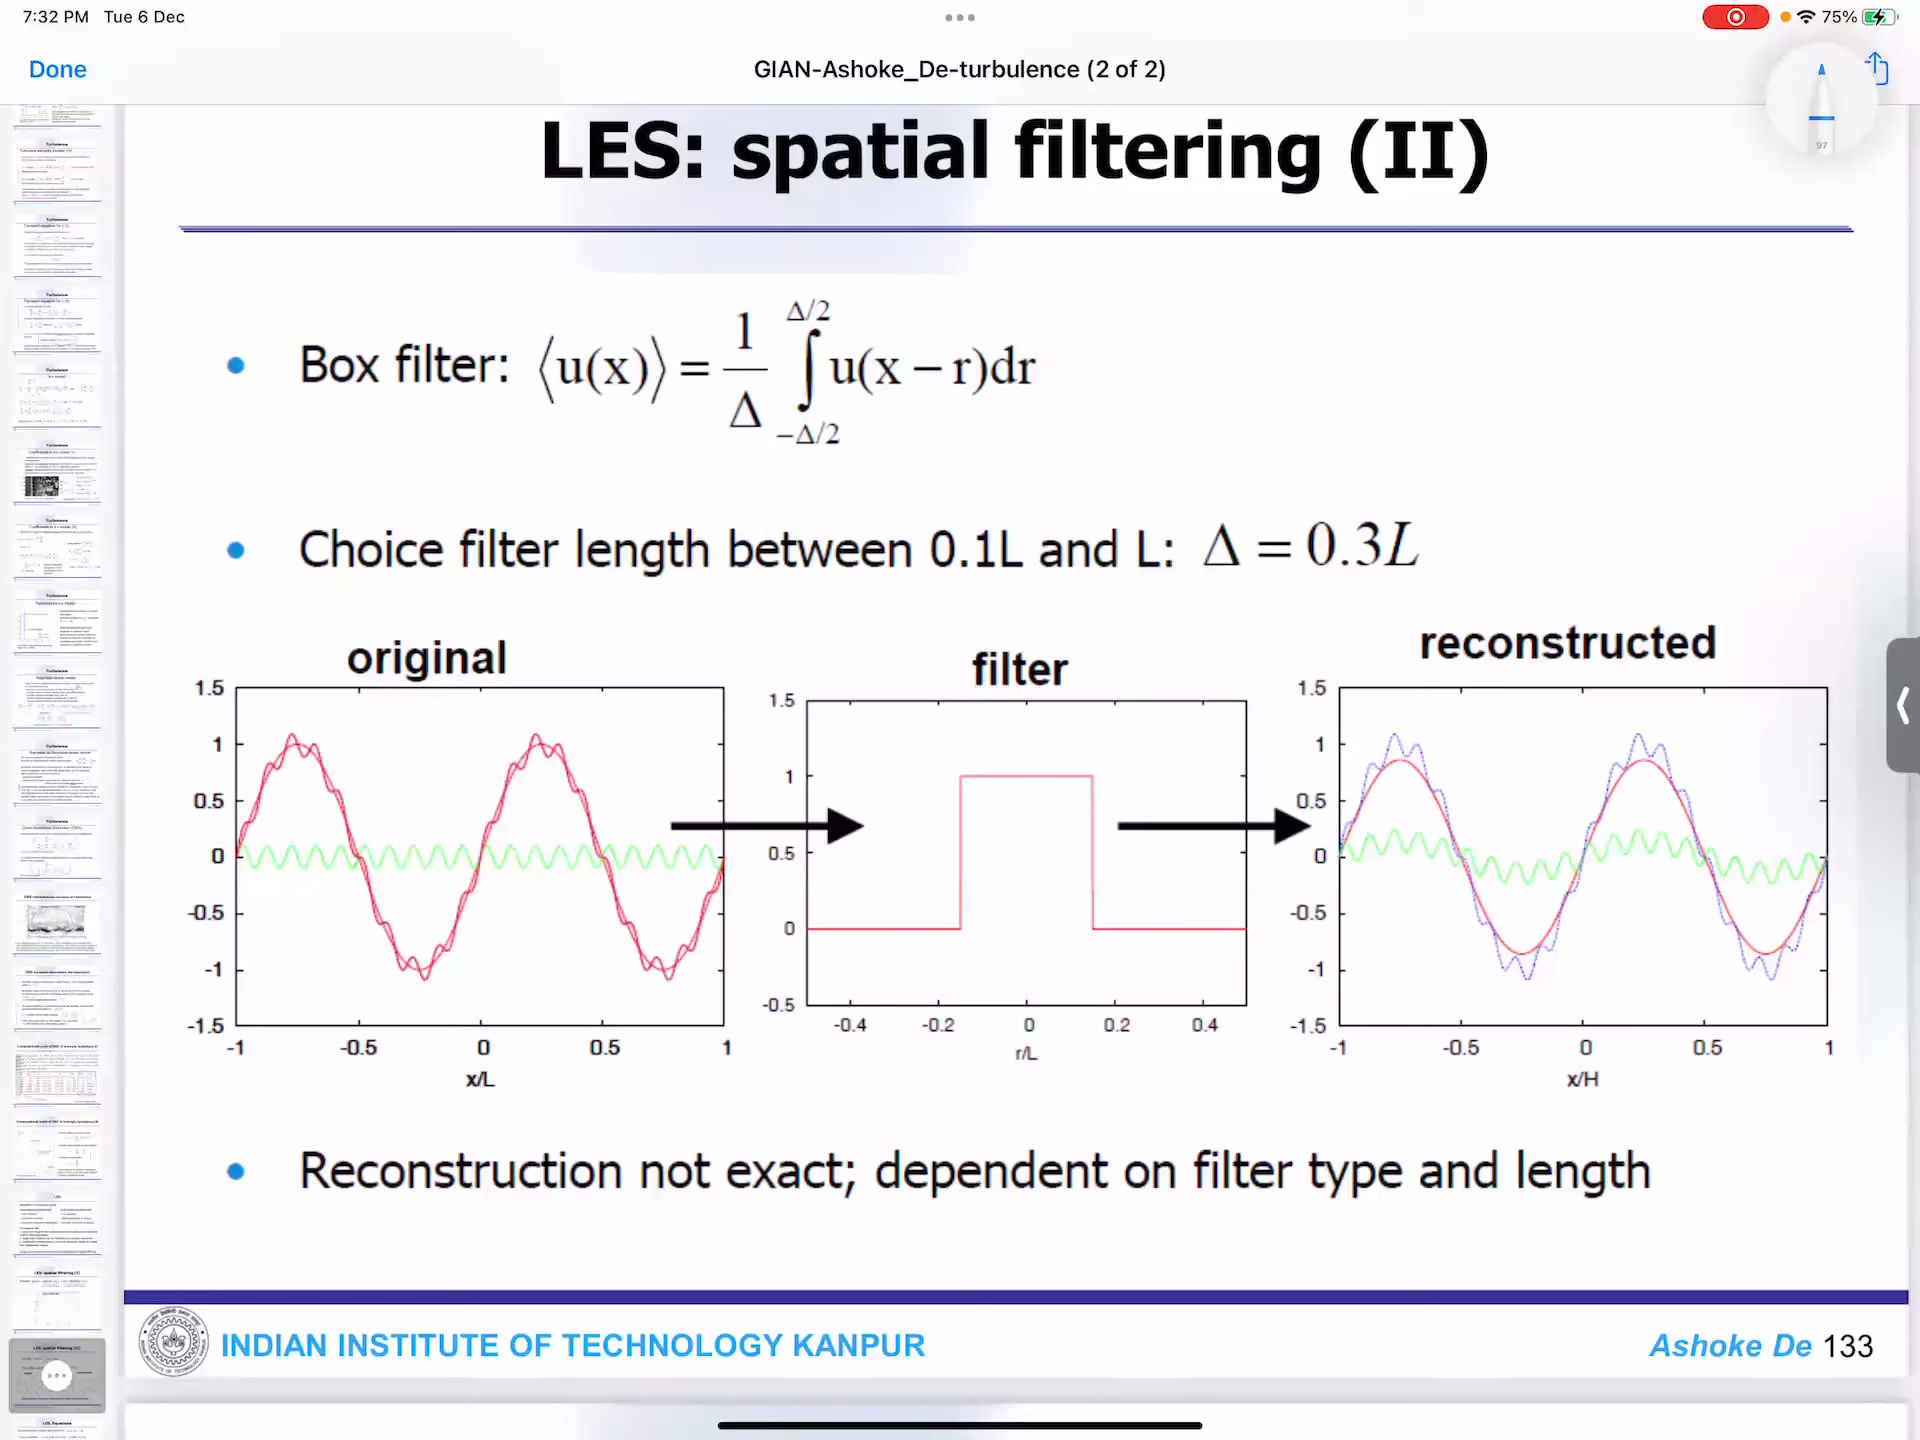 7:32 PM Tue 6 Dec
75%
Done
GIAN-Ashoke_De-turbulence (2 of 2)
97
LES: spatial filtering (II)
• Box filter: ⟨u(x)⟩ = 1/Δ ∫_{-Δ/2}^{Δ/2} u(x – r)dr
• Choice filter length between 0.1L and L: Δ = 0.3L
original
filter
reconstructed
1.5
1
0.5
0
-0.5
-1
-1.5
-1 -0.5 0 0.5 1
x/L
1.5
1
0.5
0
-0.5
-0.4 -0.2 0 0.2 0.4
r/L
1.5
1
0.5
0
-0.5
-1
-1.5
-1 -0.5 0 0.5 1
x/H
• Reconstruction not exact; dependent on filter type and length
INDIAN INSTITUTE OF TECHNOLOGY KANPUR
Ashoke De 133